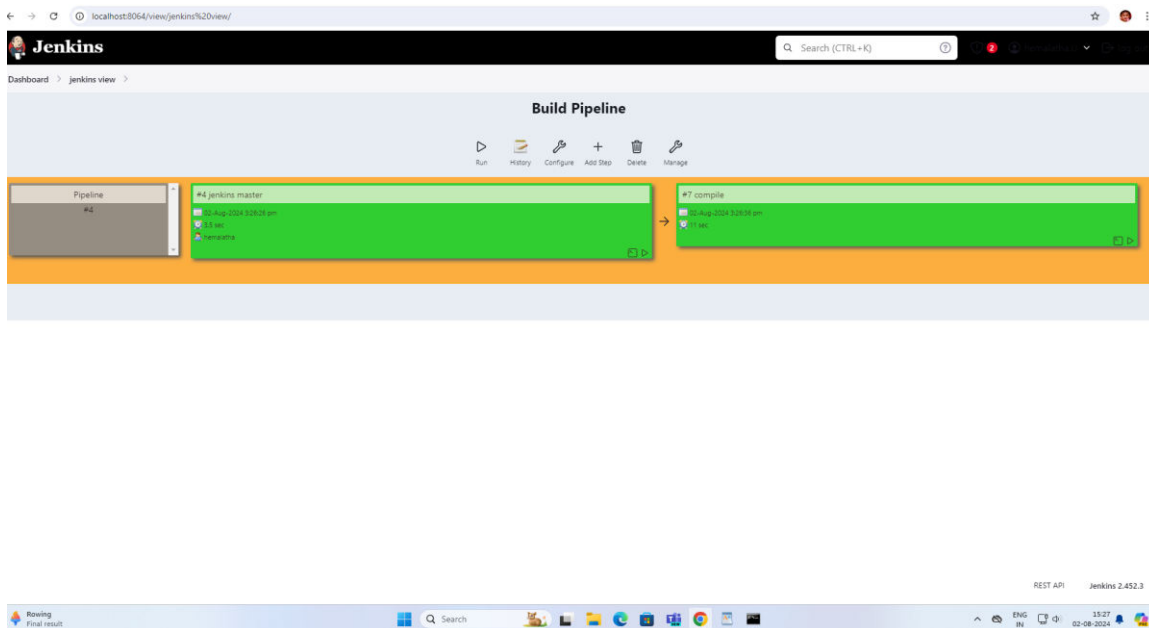 localhost:8064/view/jenkins%20view/
Jenkins
Search (CTRL+K)
2
Dashboard > jenkins view >
Build Pipeline
Run History Configure Add Step Delete Manage
Pipeline
#4
#4 jenkins master
02-Aug-2024 3:26:26 pm
3.5 sec
hemalatha
#7 compile
02-Aug-2024 3:26:36 pm
11 sec
REST API Jenkins 2.452.3
Rowing
Final result
Search
ENG
IN
15:27
02-08-2024